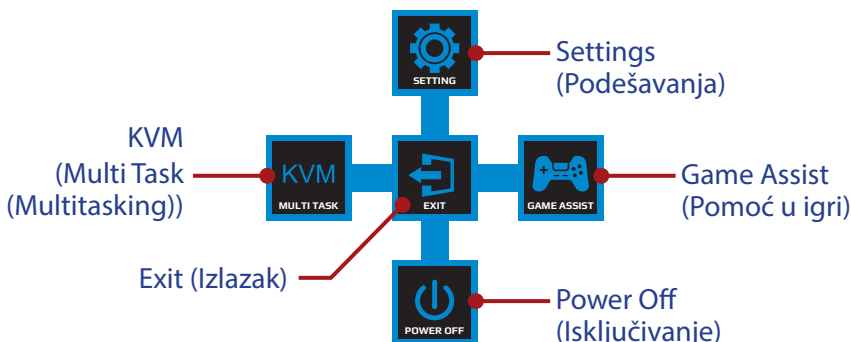 SETTING
Settings
(Podešavanja)
KVM
(Multi Task
(Multitasking))
KVM
MULTI TASK
EXIT
GAME ASSIST
Game Assist
(Pomoć u igri)
Exit (Izlazak)
POWER OFF
Power Off
(Isključivanje)